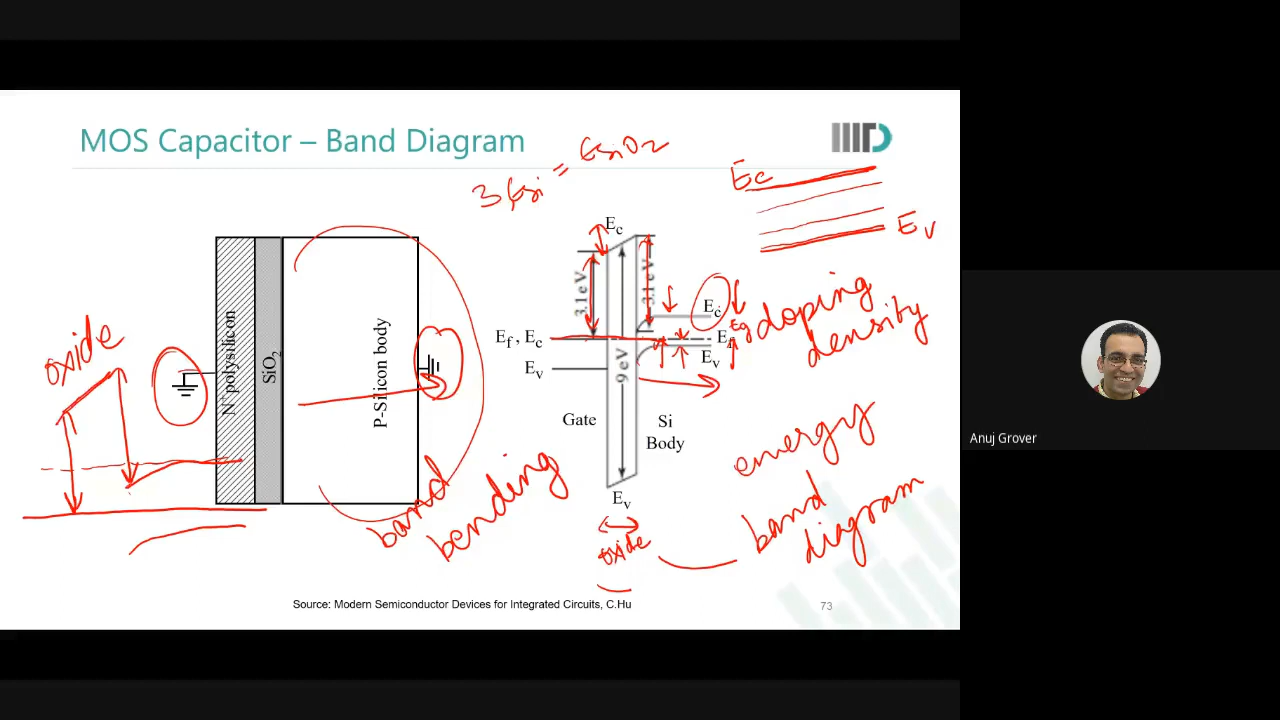 MOS Capacitor – Band Diagram
3 ϵsi = ϵsiO2
Ec
Ev
N+ polysilicon
SiO2
P-Silicon body
oxide
band
bending
Ec
3.1 eV
3.1 eV
Ec
Ef , Ec
Ef
Eg
Ev
Ev
9 eV
Gate
Si
Body
Ev
oxide
doping
density
energy
band
diagram
Source: Modern Semiconductor Devices for Integrated Circuits, C.Hu
73
Anuj Grover